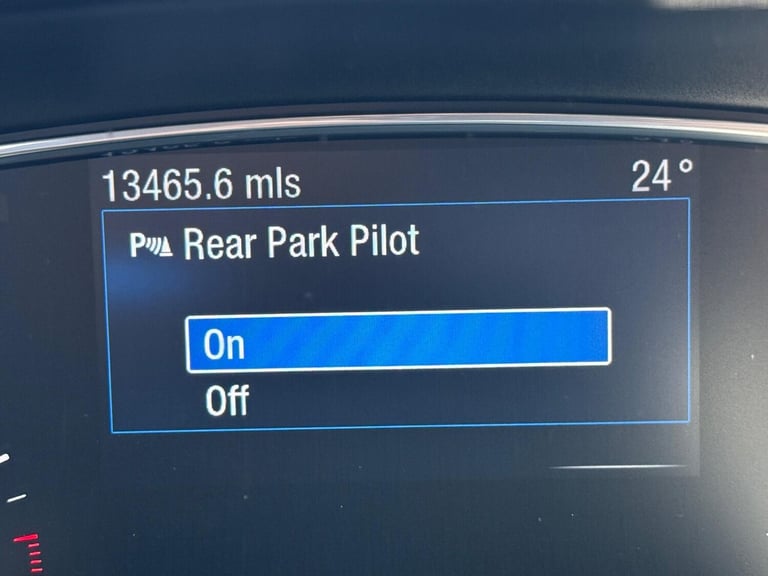 13465.6 mls 24°
P Rear Park Pilot
On
Off